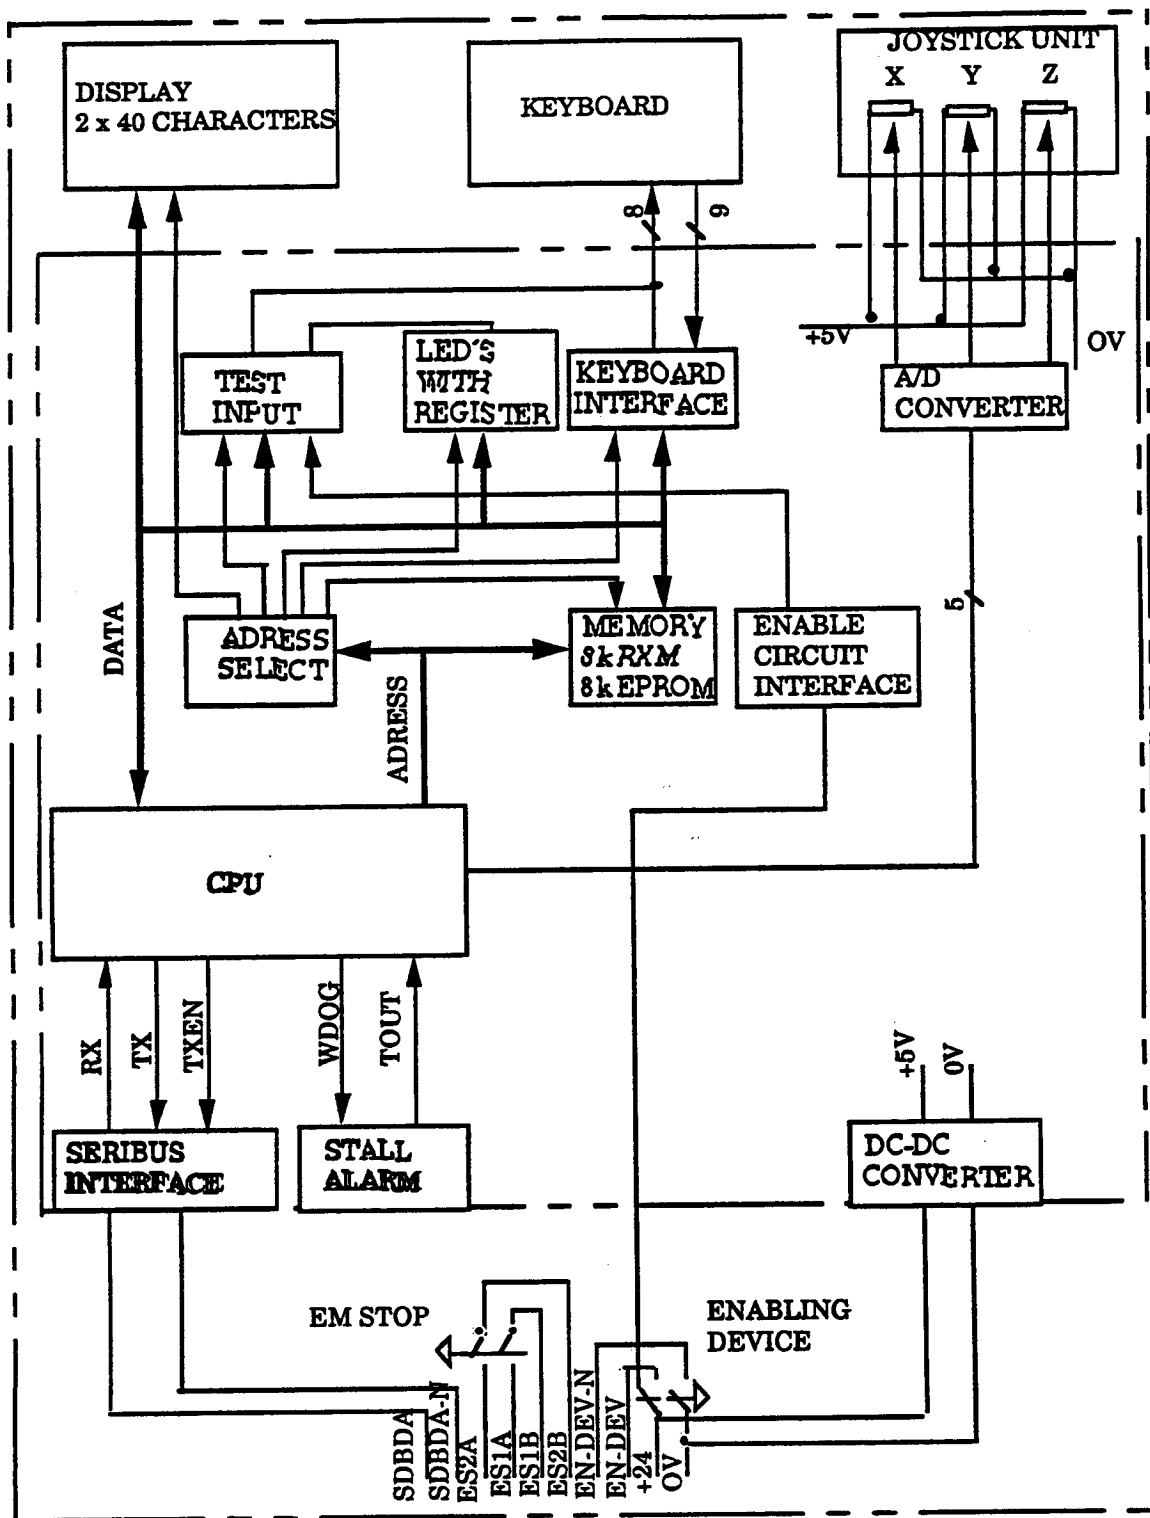 JOYSTICK UNIT
X Y Z
DISPLAY
2 x 40 CHARACTERS
KEYBOARD
8
9
+5V
OV
TEST
INPUT
LED'S
WITH
REGISTER
KEYBOARD
INTERFACE
A/D
CONVERTER
DATA
ADRESS
SELECT
ADRESS
MEMORY
8k RXM
8k EPROM
ENABLE
CIRCUIT
INTERFACE
5
CPU
RX
TX
TXEN
WDOG
TOUT
+5V
0V
SERIBUS
INTERFACE
STALL
ALARM
DC-DC
CONVERTER
EM STOP
ENABLING
DEVICE
SDBDA
SDBDA-N
ES2A
ES1A
ES1B
ES2B
EN-DEV-N
EN-DEV
+24
OV